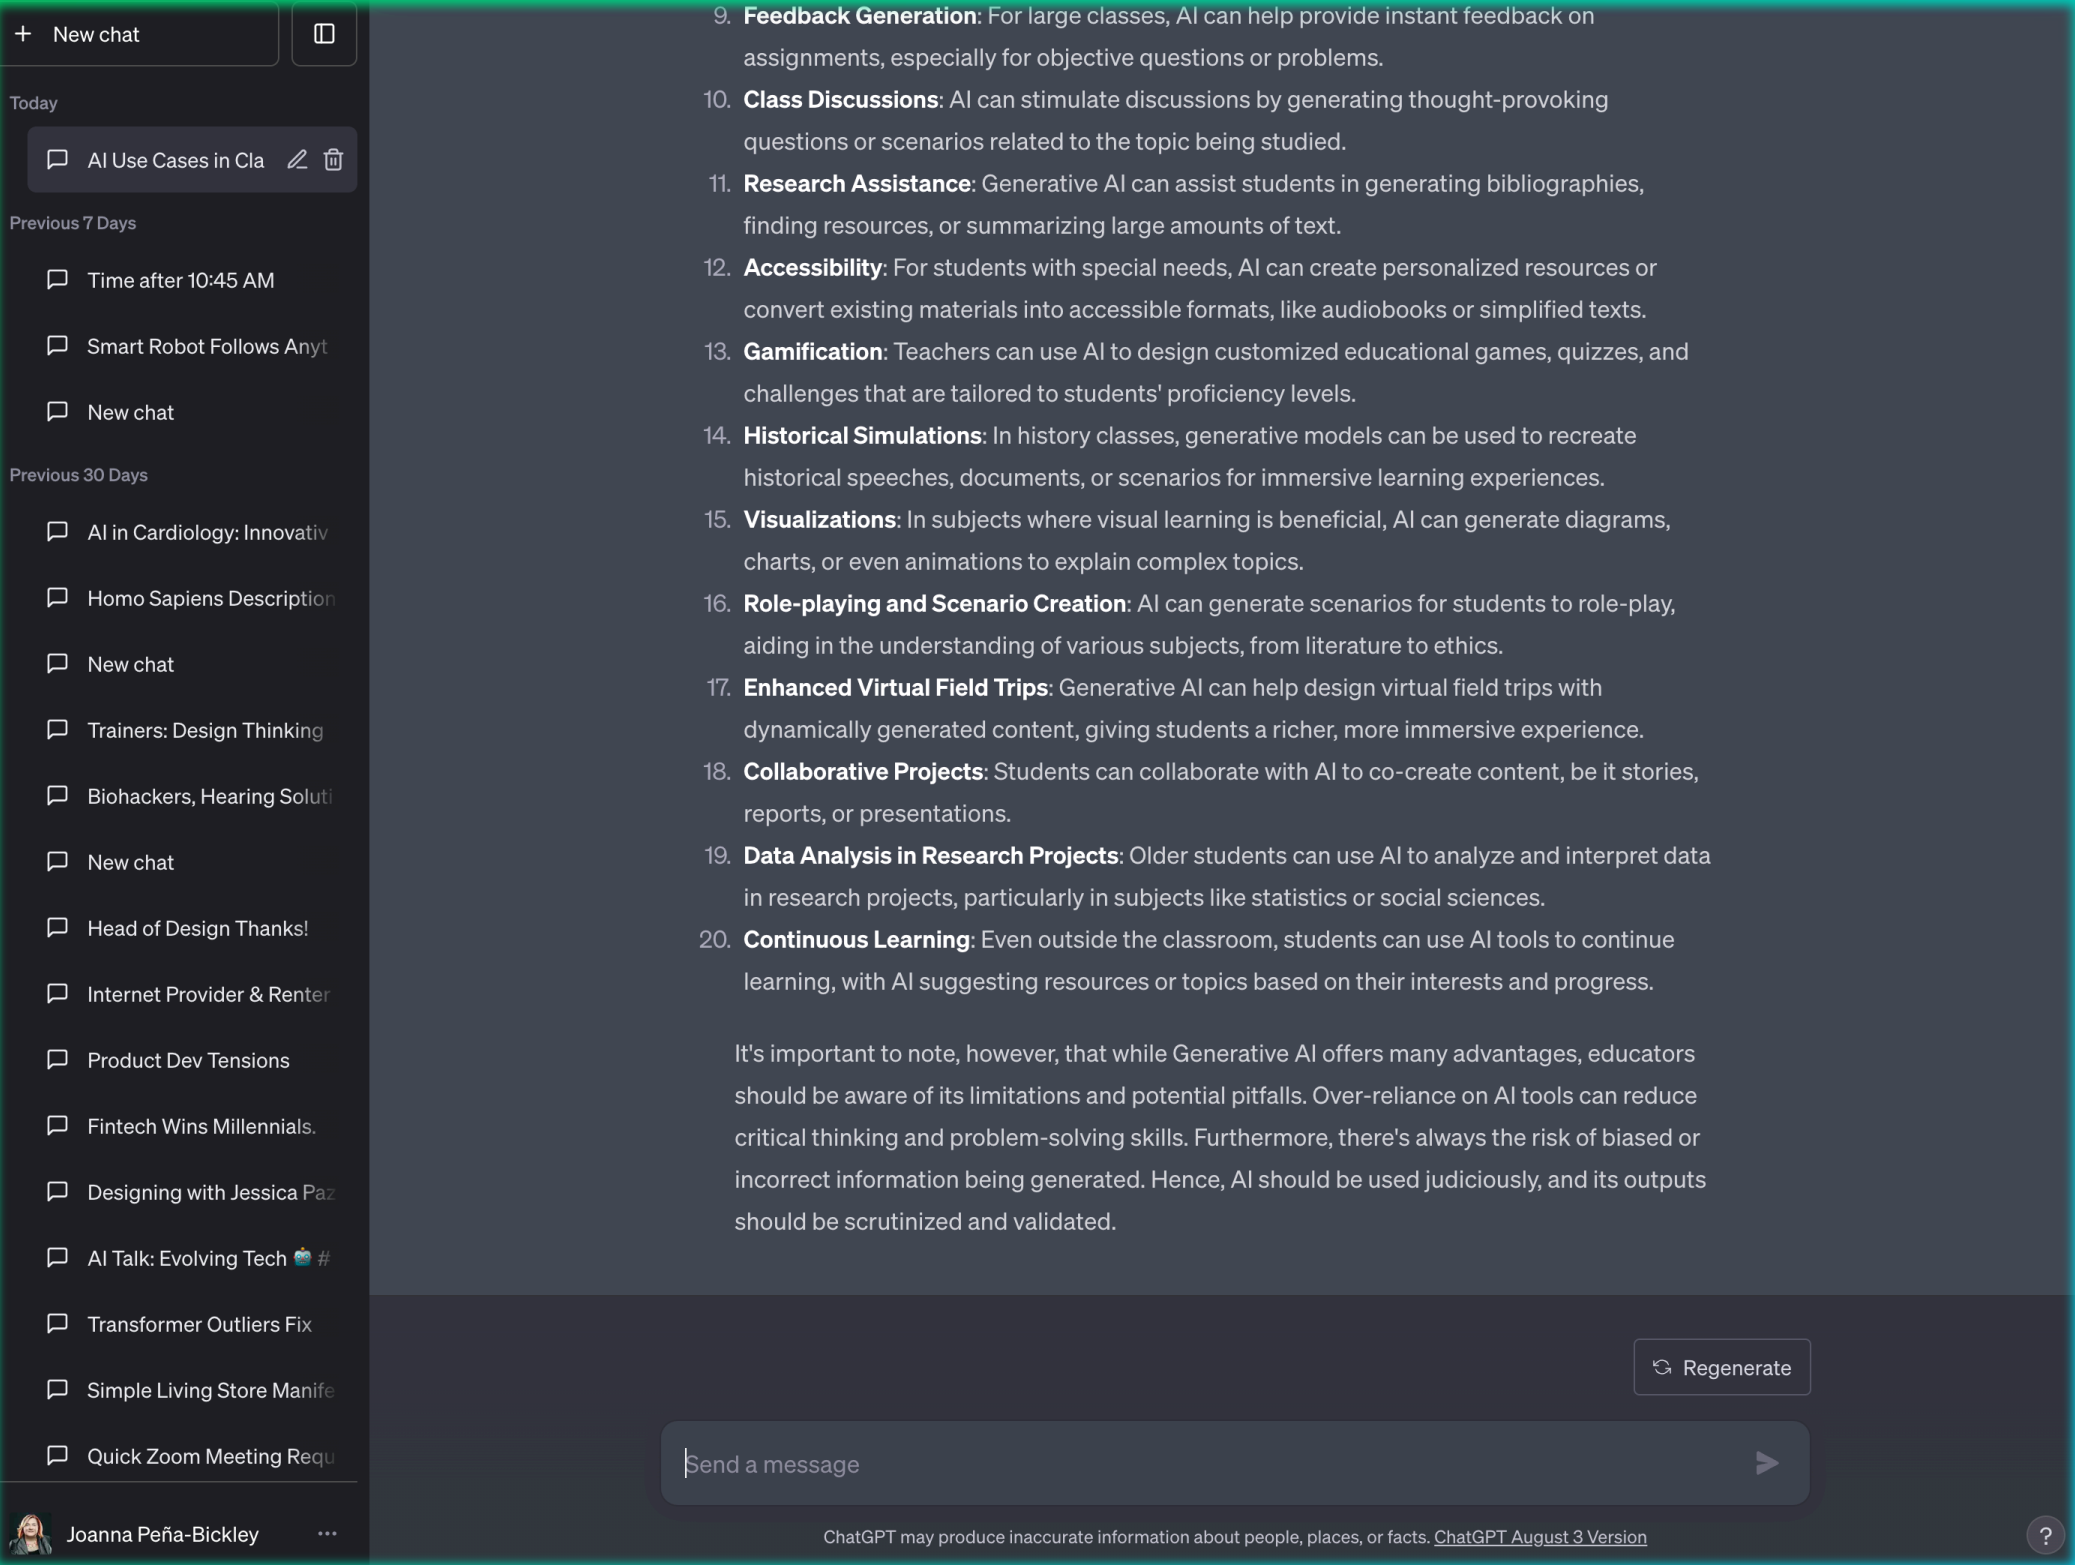 New chat
Today
AI Use Cases in Cla
Previous 7 Days
Time after 10:45 AM
Smart Robot Follows Anyt
New chat
Previous 30 Days
AI in Cardiology: Innovativ
Homo Sapiens Description
New chat
Trainers: Design Thinking
Biohackers, Hearing Soluti
New chat
Head of Design Thanks!
Internet Provider & Renter
Product Dev Tensions
Fintech Wins Millennials.
Designing with Jessica Paz
AI Talk: Evolving Tech 🤖 #
Transformer Outliers Fix
Simple Living Store Manife
Quick Zoom Meeting Requ
Joanna Peña-Bickley
9. Feedback Generation: For large classes, AI can help provide instant feedback on
assignments, especially for objective questions or problems.
10. Class Discussions: AI can stimulate discussions by generating thought-provoking
questions or scenarios related to the topic being studied.
11. Research Assistance: Generative AI can assist students in generating bibliographies,
finding resources, or summarizing large amounts of text.
12. Accessibility: For students with special needs, AI can create personalized resources or
convert existing materials into accessible formats, like audiobooks or simplified texts.
13. Gamification: Teachers can use AI to design customized educational games, quizzes, and
challenges that are tailored to students' proficiency levels.
14. Historical Simulations: In history classes, generative models can be used to recreate
historical speeches, documents, or scenarios for immersive learning experiences.
15. Visualizations: In subjects where visual learning is beneficial, AI can generate diagrams,
charts, or even animations to explain complex topics.
16. Role-playing and Scenario Creation: AI can generate scenarios for students to role-play,
aiding in the understanding of various subjects, from literature to ethics.
17. Enhanced Virtual Field Trips: Generative AI can help design virtual field trips with
dynamically generated content, giving students a richer, more immersive experience.
18. Collaborative Projects: Students can collaborate with AI to co-create content, be it stories,
reports, or presentations.
19. Data Analysis in Research Projects: Older students can use AI to analyze and interpret data
in research projects, particularly in subjects like statistics or social sciences.
20. Continuous Learning: Even outside the classroom, students can use AI tools to continue
learning, with AI suggesting resources or topics based on their interests and progress.
It's important to note, however, that while Generative AI offers many advantages, educators
should be aware of its limitations and potential pitfalls. Over-reliance on AI tools can reduce
critical thinking and problem-solving skills. Furthermore, there's always the risk of biased or
incorrect information being generated. Hence, AI should be used judiciously, and its outputs
should be scrutinized and validated.
Regenerate
Send a message
ChatGPT may produce inaccurate information about people, places, or facts. ChatGPT August 3 Version
?